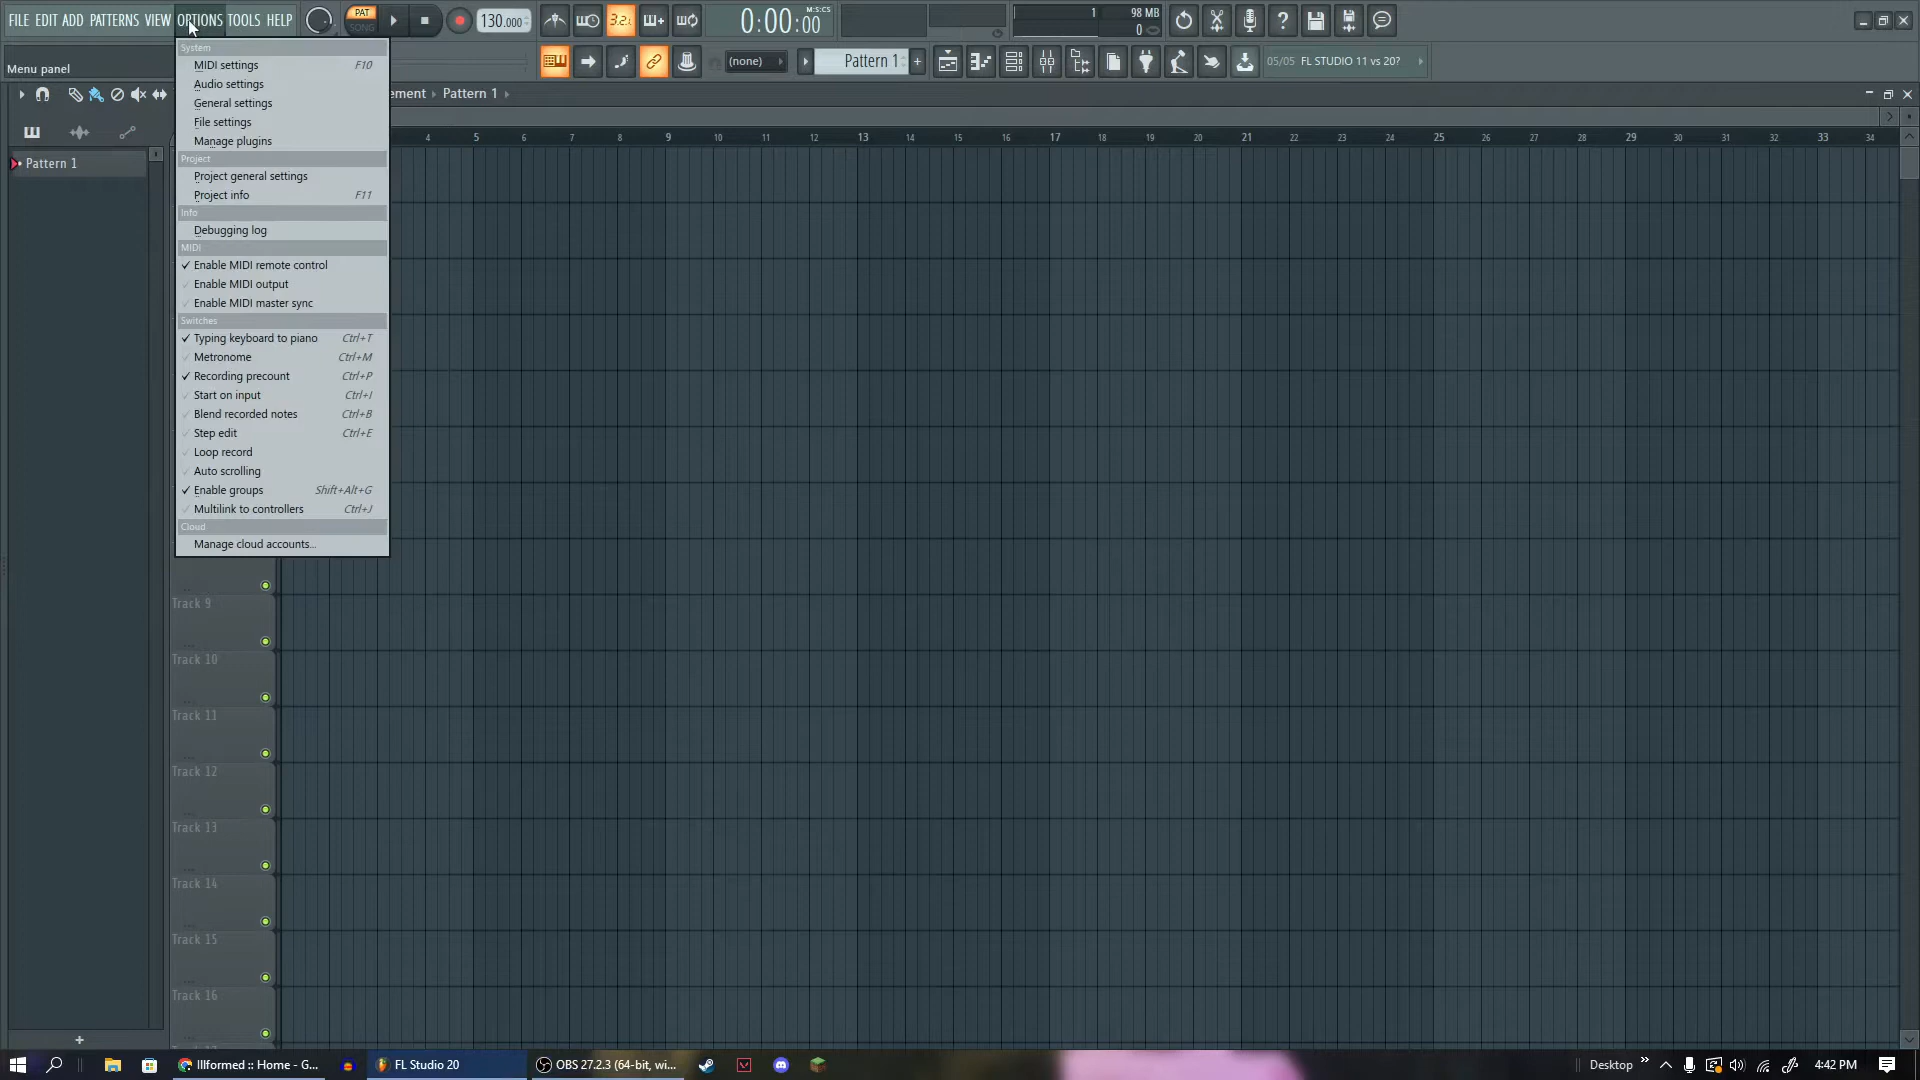 FILE EDIT ADD PATTERNS VIEW OPTIONS TOOLS HELP
PAT
SONG
130.000
3.2.
0:00:00
M:S:CS
1
98 MB
0
Menu panel
(none)
Pattern 1
+
05/05 FL STUDIO 11 vs 20?
ement › Pattern 1 ›
System
MIDI settings F10
Audio settings
General settings
File settings
Manage plugins
Project
Project general settings
Project info F11
Info
Debugging log
MIDI
Enable MIDI remote control
Enable MIDI output
Enable MIDI master sync
Switches
Typing keyboard to piano Ctrl+T
Metronome Ctrl+M
Recording precount Ctrl+P
Start on input Ctrl+I
Blend recorded notes Ctrl+B
Step edit Ctrl+E
Loop record
Auto scrolling
Enable groups Shift+Alt+G
Multilink to controllers Ctrl+J
Cloud
Manage cloud accounts...
4 5 6 7 8 9 10 11 12 13 14 15 16 17 18 19 20 21 22 23 24 25 26 27 28 29 30 31 32 33 34
Pattern 1
Track 9
Track 10
Track 11
Track 12
Track 13
Track 14
Track 15
Track 16
+
Illformed :: Home - G...
FL Studio 20
OBS 27.2.3 (64-bit, wi...
Desktop
4:42 PM